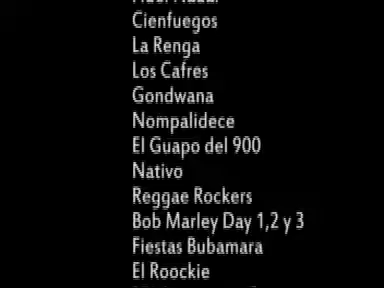 Cienfuegos
La Renga
Los Cafres
Gondwana
Nompalidece
El Guapo del 900
Nativo
Reggae Rockers
Bob Marley Day 1,2 y 3
Fiestas Bubamara
El Roockie